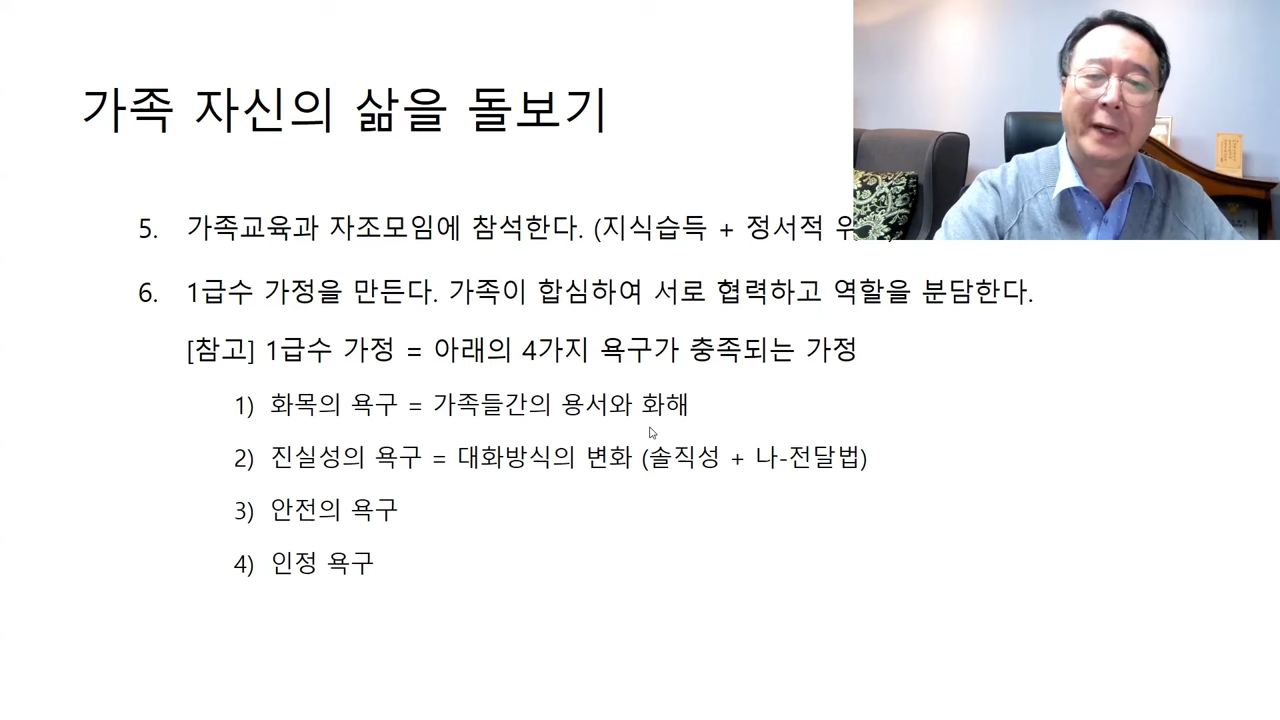 가족 자신의 삶을 돌보기
5. 가족교육과 자조모임에 참석한다. (지식습득 + 정서적
6. 1급수 가정을 만든다. 가족이 합심하여 서로 협력하고 역할을 분담한다.
[참고] 1급수 가정 = 아래의 4가지 욕구가 충족되는 가정
1) 화목의 욕구 = 가족들간의 용서와 화해
2) 진실성의 욕구 = 대화방식의 변화 (솔직성 + 나-전달법)
3) 안전의 욕구
4) 인정 욕구